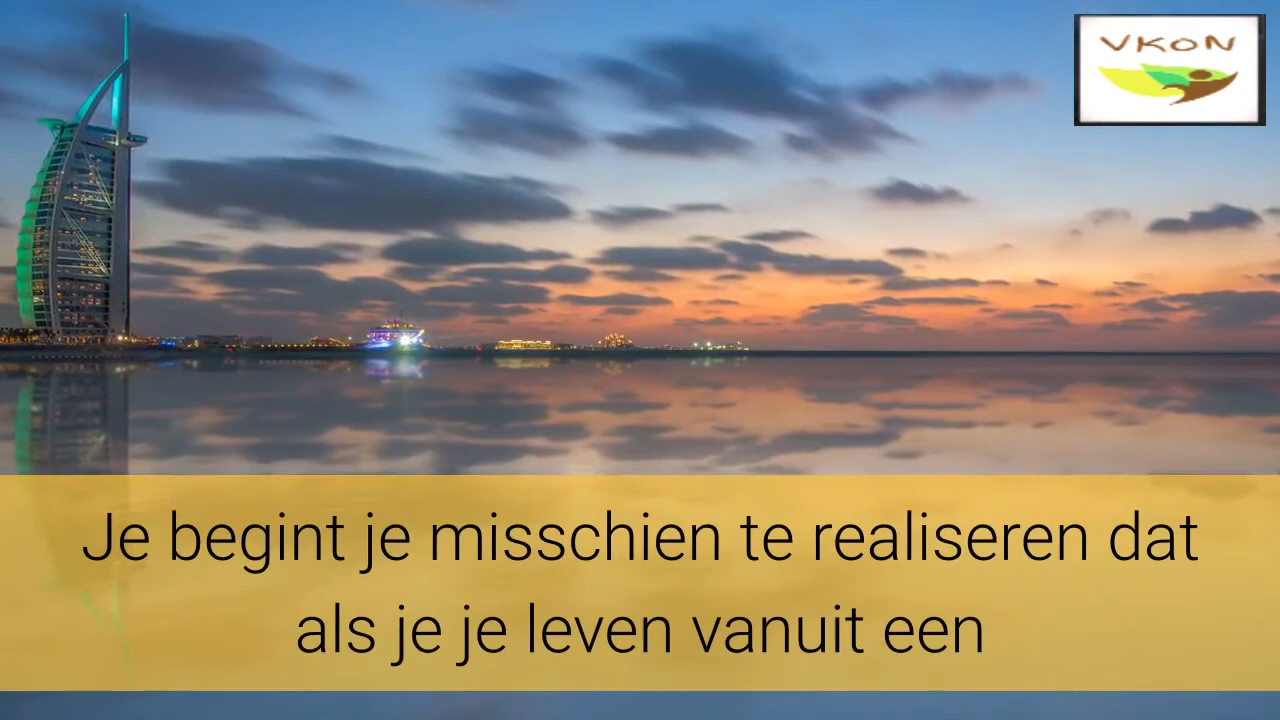 VKON
Je begint je misschien te realiseren dat
als je je leven vanuit een